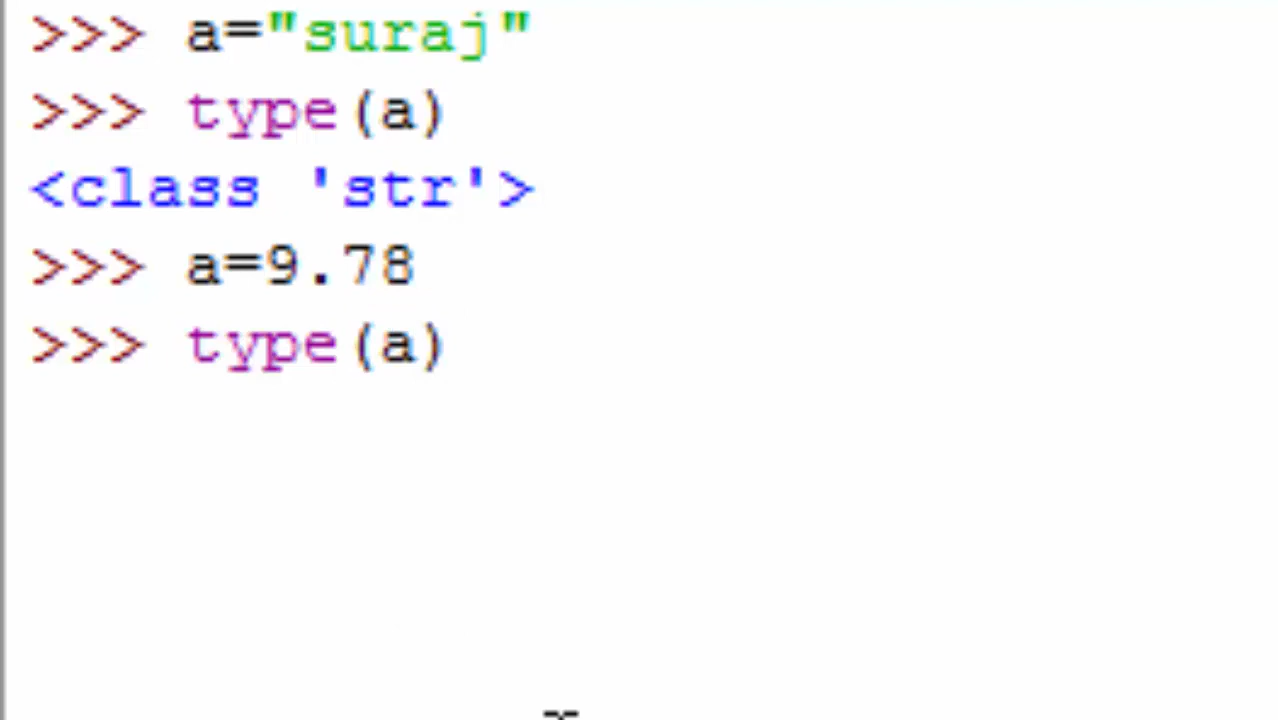 >>> a="suraj"
>>> type(a)
<class 'str'>
>>> a=9.78
>>> type(a)